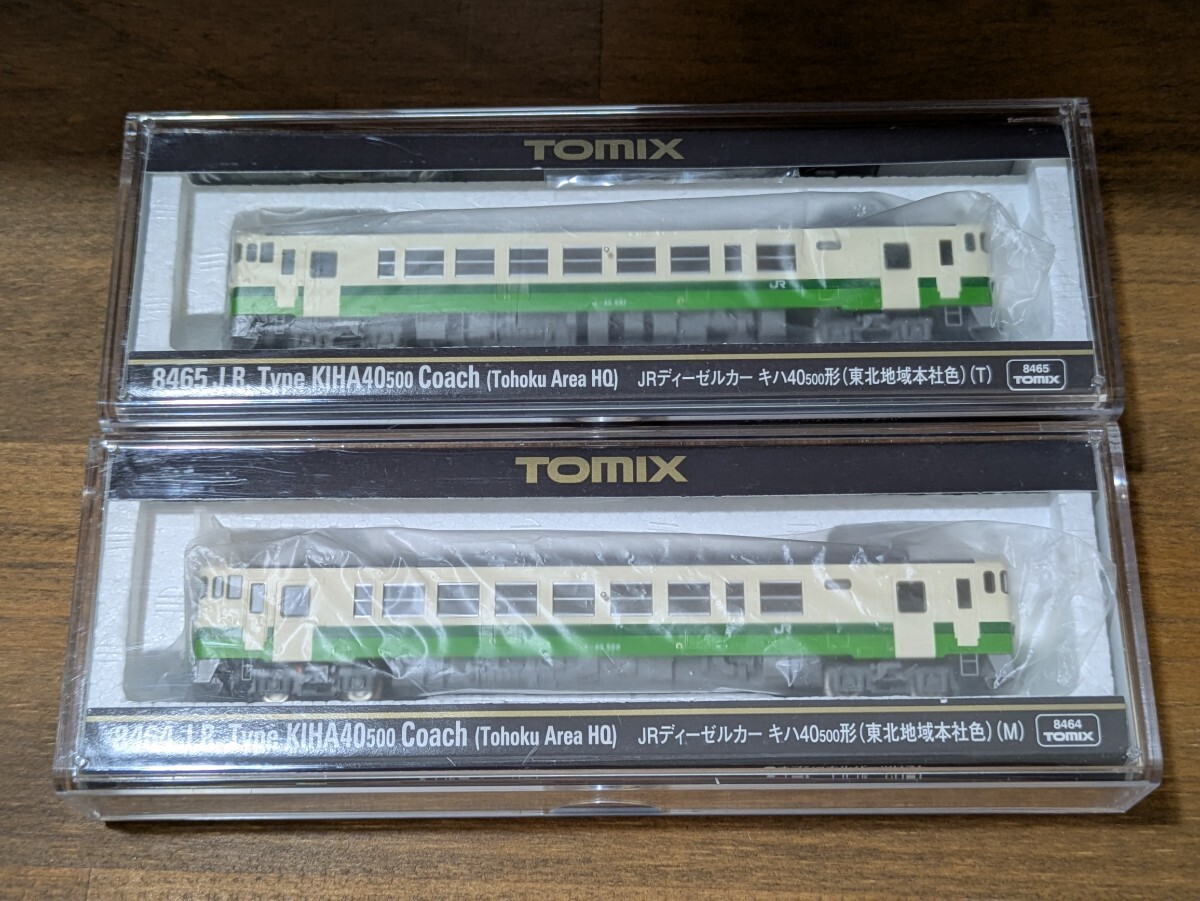 TOMIX
JR
8465 J.R. Type KIHA40500 Coach (Tohoku Area HQ) JRディーゼルカー キハ40500形(東北地域本社色)(T)
8465
TOMIX
TOMIX
JR
8464 J.R. Type KIHA40500 Coach (Tohoku Area HQ) JRディーゼルカー キハ40500形(東北地域本社色)(M)
8464
TOMIX